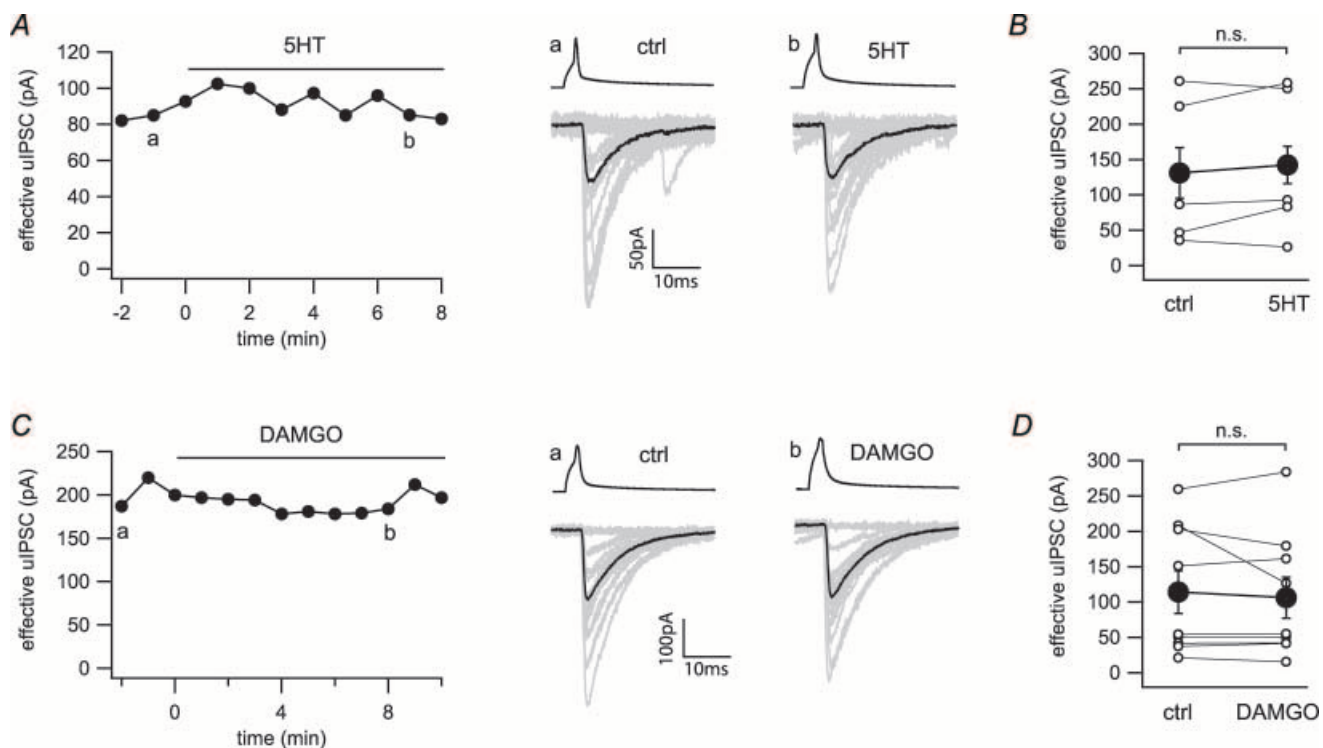 A
5HT
effective uIPSC (pA)
120
100
80
60
40
20
0
a
b
-2
0
2
4
6
8
time (min)
a
ctrl
b
5HT
50pA
10ms
B
n.s.
effective uIPSC (pA)
300
250
200
150
100
50
0
ctrl
5HT
C
DAMGO
effective uIPSC (pA)
250
200
150
100
50
0
a
b
0
4
8
time (min)
a
ctrl
b
DAMGO
100pA
10ms
D
n.s.
effective uIPSC (pA)
300
250
200
150
100
50
0
ctrl
DAMGO